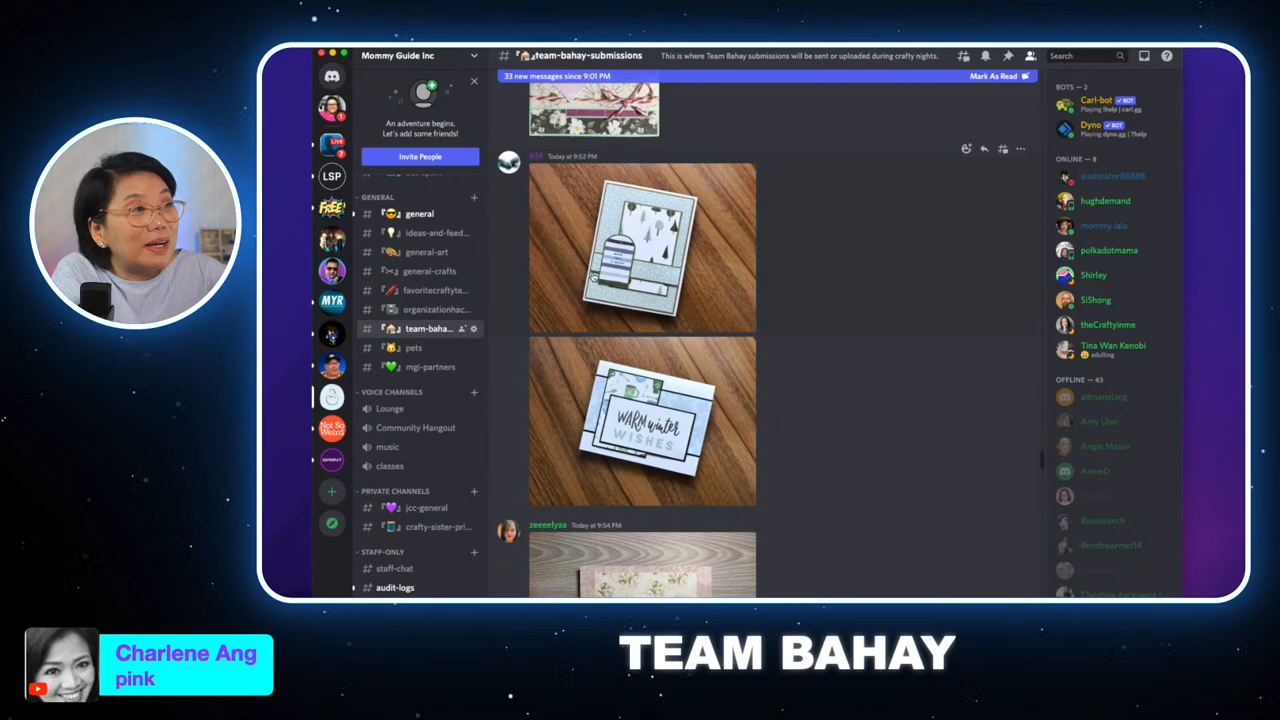 Mommy Guide Inc
An adventure begins.
Let's add some friends!
Invite People
GENERAL
『😎』 general
『💡』 ideas-and-feed...
『🎨』 general-art
『✂』 general-crafts
favoritecraftyte...
organizationhac...
『🏠』 team-baha...
『🐱』 pets
『💚』 mgi-partners
VOICE CHANNELS
Lounge
Community Hangout
music
classes
PRIVATE CHANNELS
『💜』 jcc-general
crafty-sister-pri...
STAFF-ONLY
staff-chat
audit-logs
LIVE
LSP
FREE
MYR
Not So
Weird
SPRINT
『🏠』team-bahay-submissions
This is where Team Bahay submissions will be sent or uploaded during crafty nights.
Search
33 new messages since 9:01 PM
Mark As Read
KM Today at 9:52 PM
WARM winter
WISHES
zeeeelyaa Today at 9:54 PM
BOTS — 2
Carl-bot ✓ BOT
Playing !help | carl.gg
Dyno ✓ BOT
Playing dyno.gg | ?help
ONLINE — 8
austinator88888
hughdemand
mommy lala
polkadotmama
Shirley
SiShong
theCraftyinme
Tina Wan Kenobi
adulting
OFFLINE — 43
Amy Uton
Angie Mason
AnnieD
Benchwarmer14
Charlene Ang
pink
TEAM BAHAY